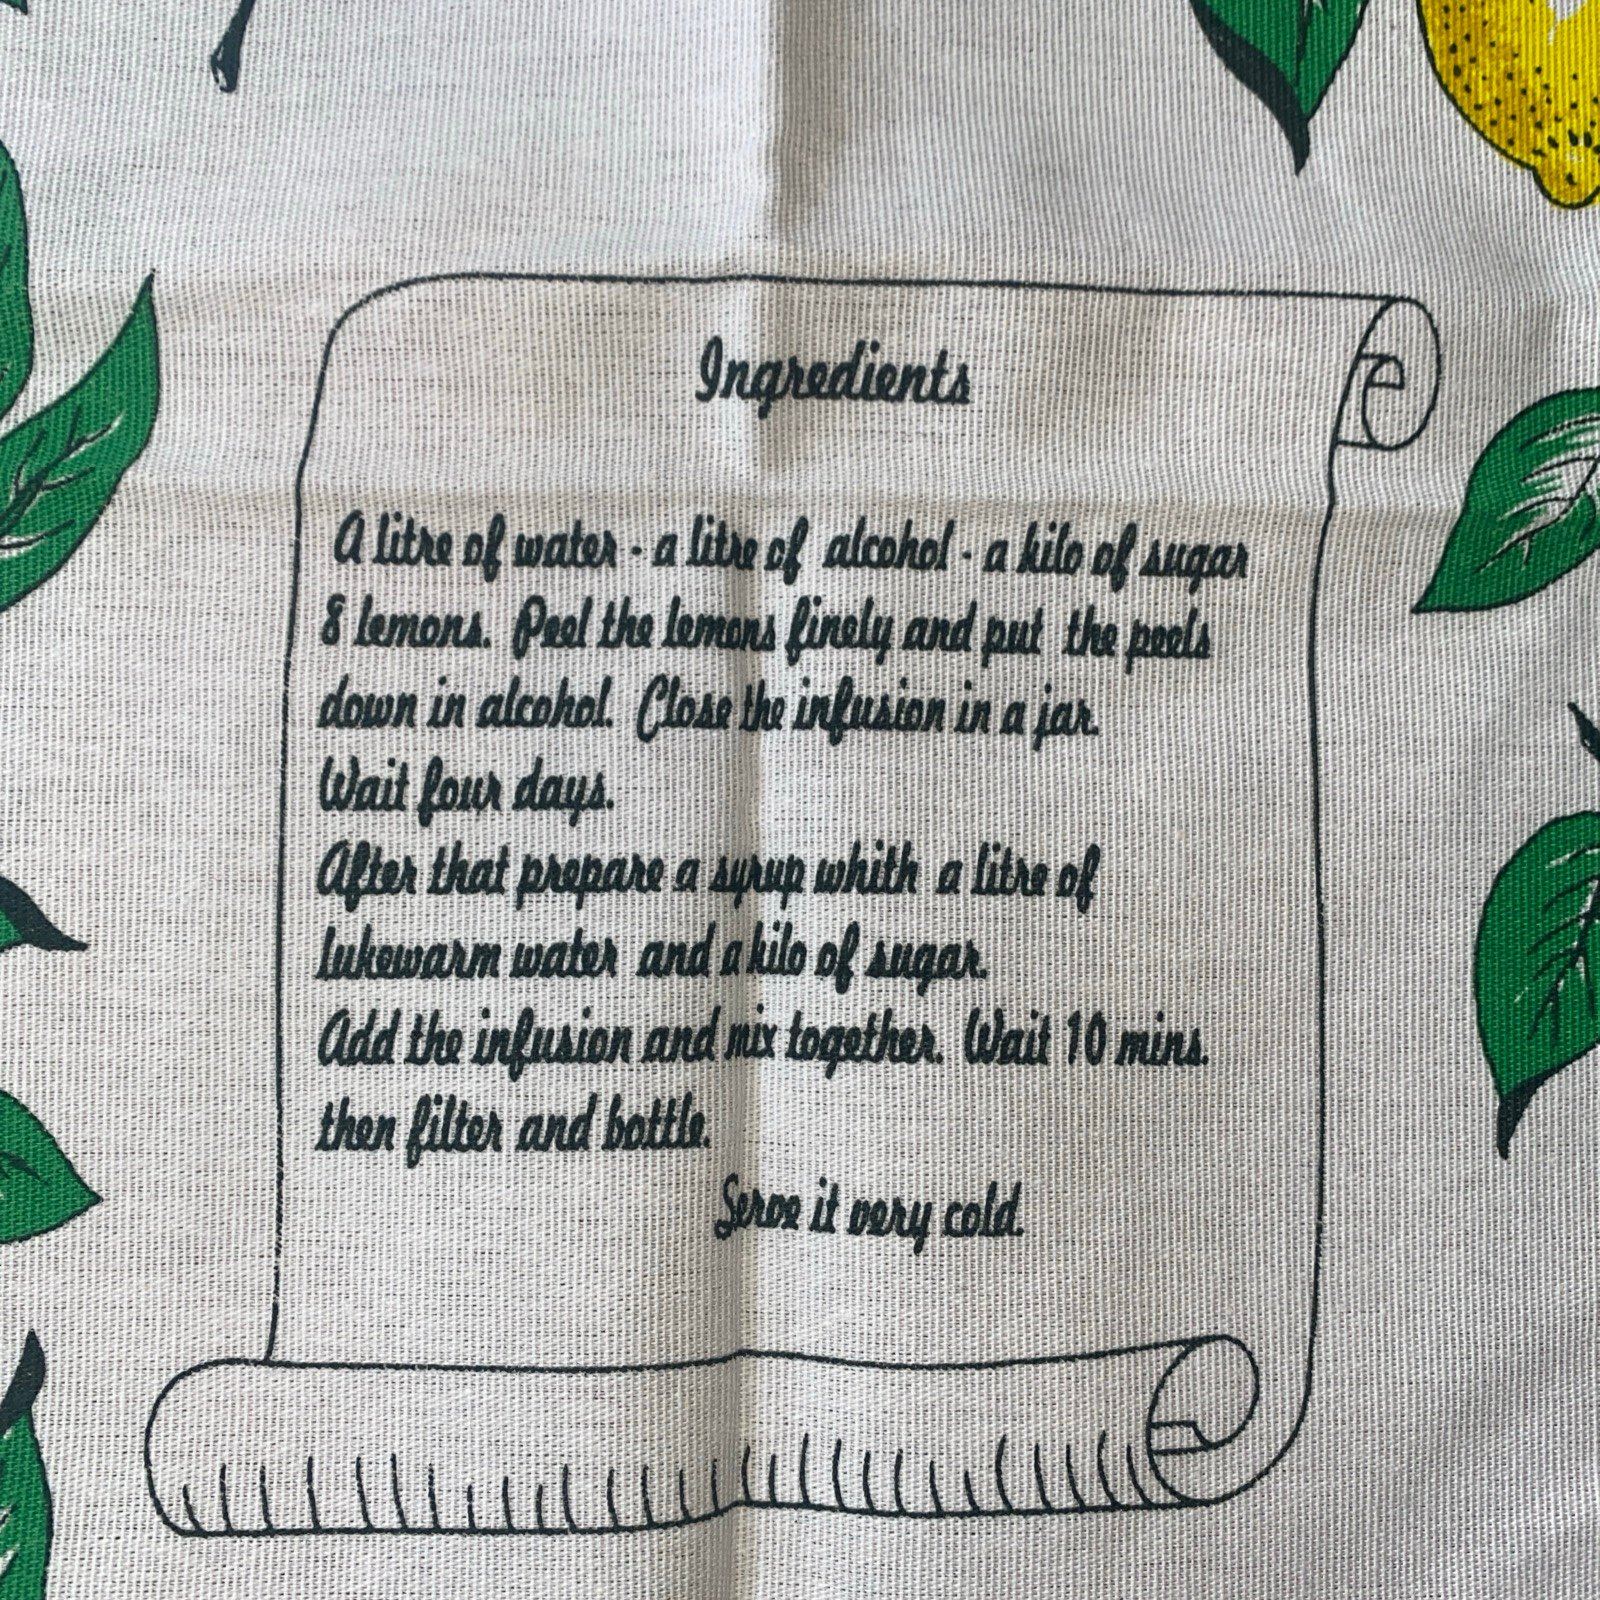 Ingredients
A litre of water - a litre of alcohol - a kilo of sugar
8 lemons. Peel the lemons finely and put the peels
down in alcohol. Close the infusion in a jar.
Wait four days.
After that prepare a syrup whith a litre of
lukewarm water and a kilo of sugar.
Add the infusion and mix together. Wait 10 mins.
then filter and bottle.
Serve it very cold.